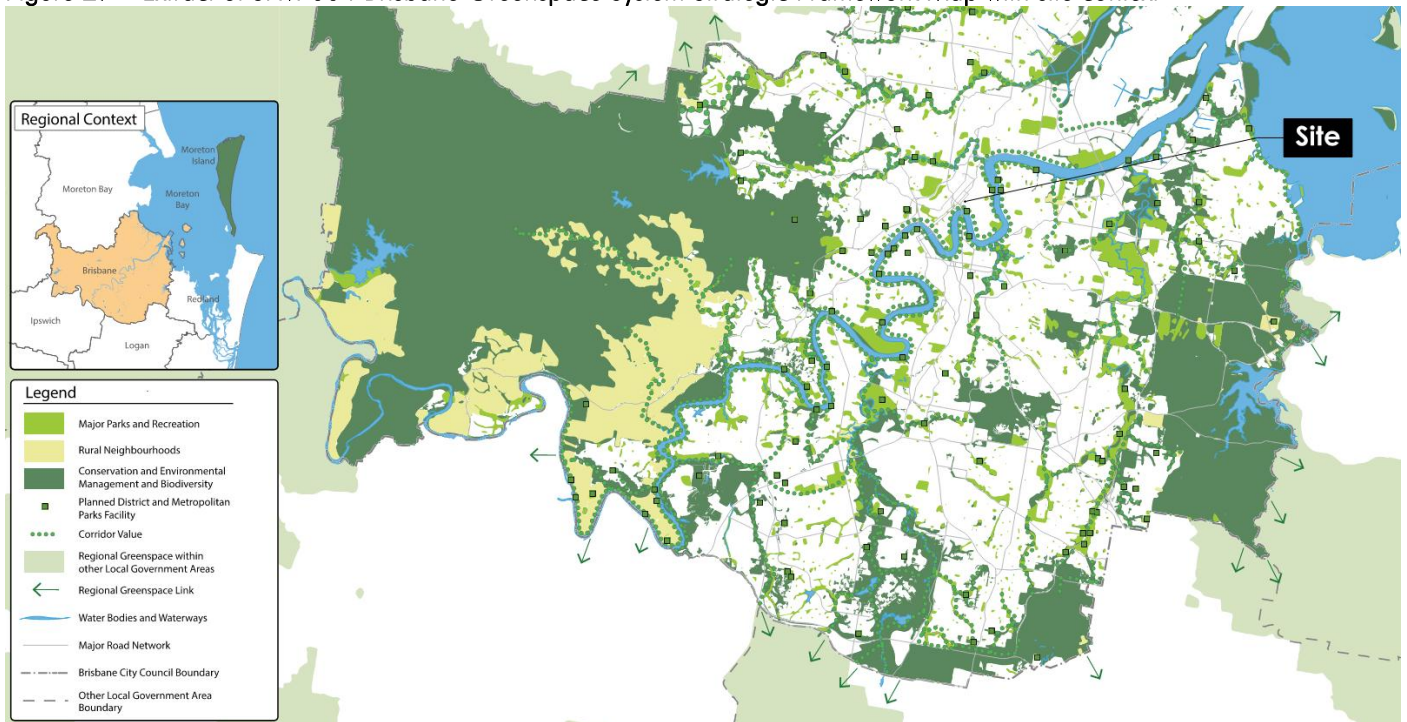 Regional Context
Moreton
Island
Moreton Bay
Moreton
Bay
Brisbane
Redland
Ipswich
Logan
Site
Legend
Major Parks and Recreation
Rural Neighbourhoods
Conservation and Environmental
Management and Biodiversity
Planned District and Metropolitan
Parks Facility
Corridor Value
Regional Greenspace within
other Local Government Areas
Regional Greenspace Link
Water Bodies and Waterways
Major Road Network
Brisbane City Council Boundary
Other Local Government Area
Boundary